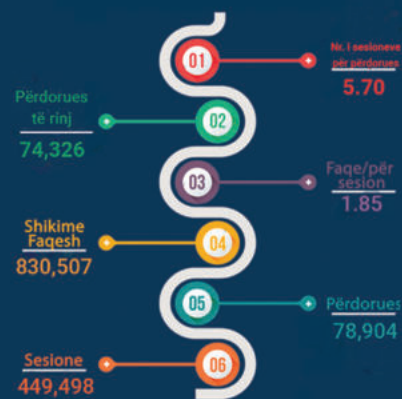 01
Nr. i sesioneve
për përdorues
5.70
Përdorues
të rinj
74,326
02
03
Faqe/për
sesion
1.85
Shikime
Faqesh
830,507
04
05
Përdorues
78,904
Sesione
449,498
06